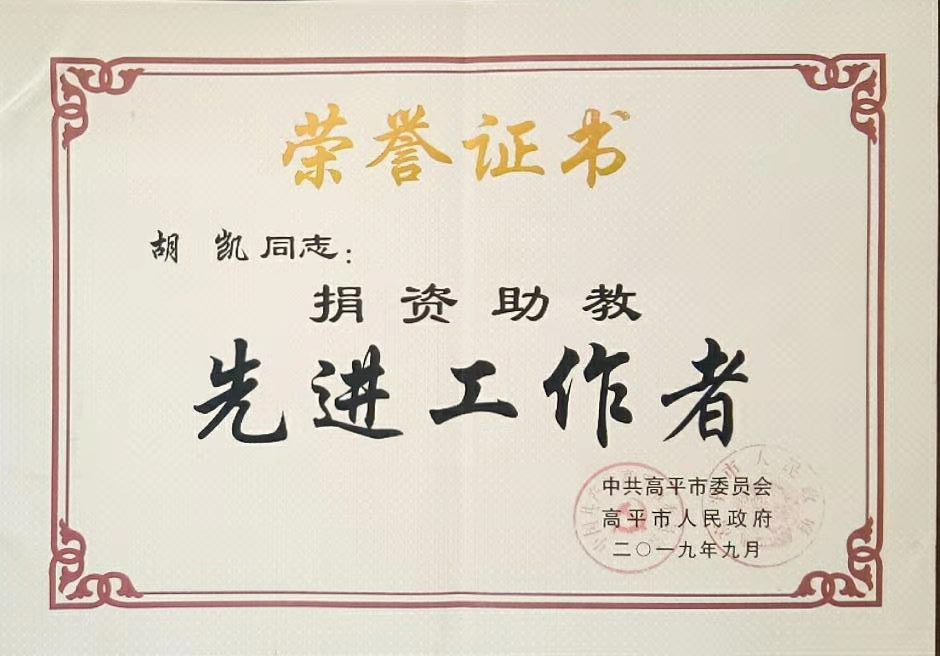 荣誉证书
胡 凯 同志：
捐资助教
先进工作者
中共高平市委员会
高平市人民政府
二〇一九年九月